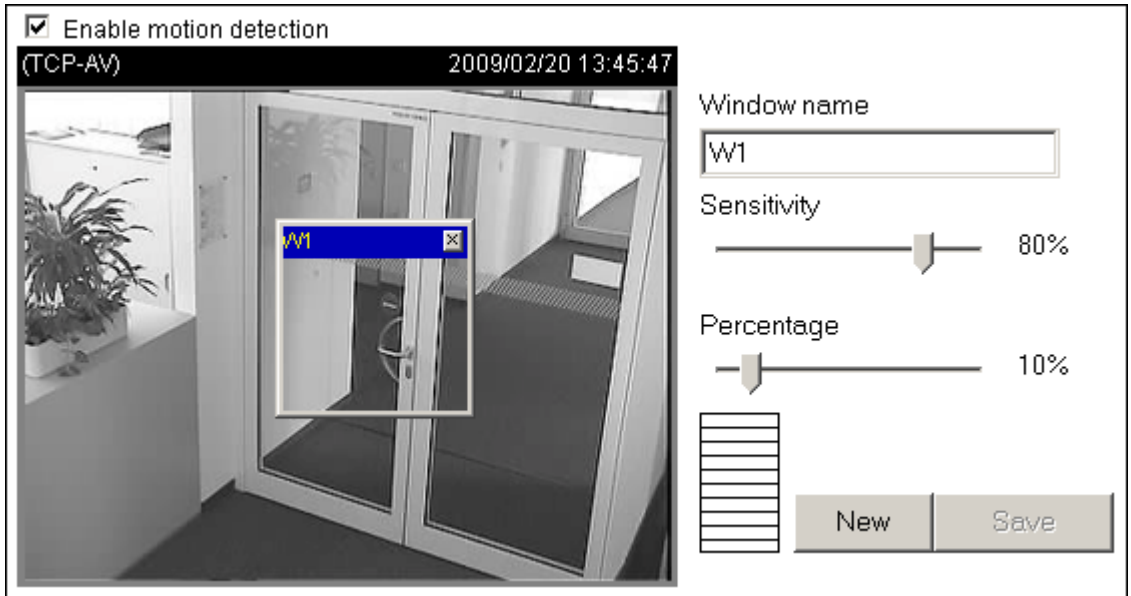 Enable motion detection
(TCP-AV) 2009/02/20 13:45:47
Window name
W1
Sensitivity
80%
W1
Percentage
10%
New Save